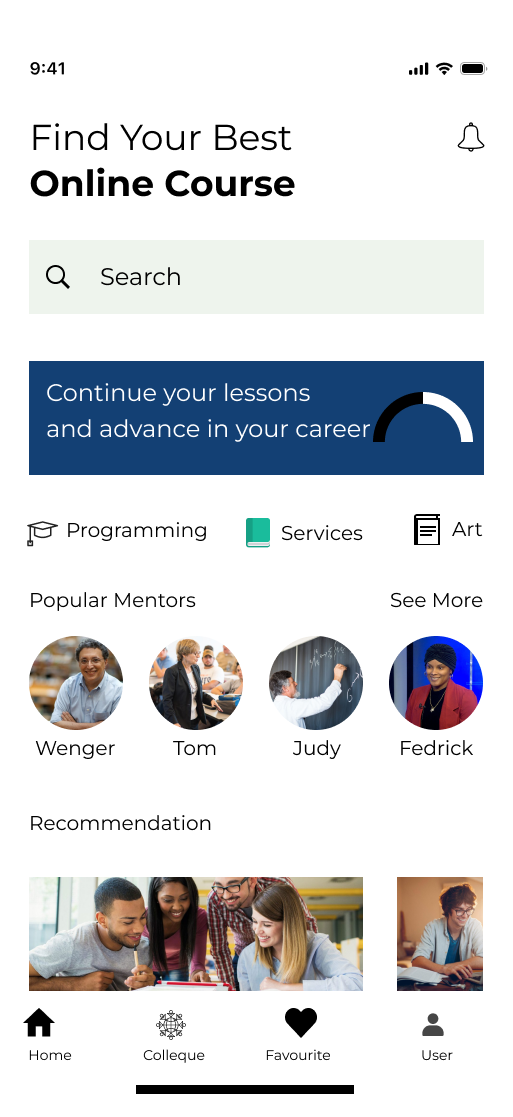 9:41
Find Your Best
Online Course
Search
Continue your lessons
and advance in your career
Programming
Services
Art
Popular Mentors
See More
Wenger
Tom
Judy
Fedrick
Recommendation
Home
Colleque
Favourite
User